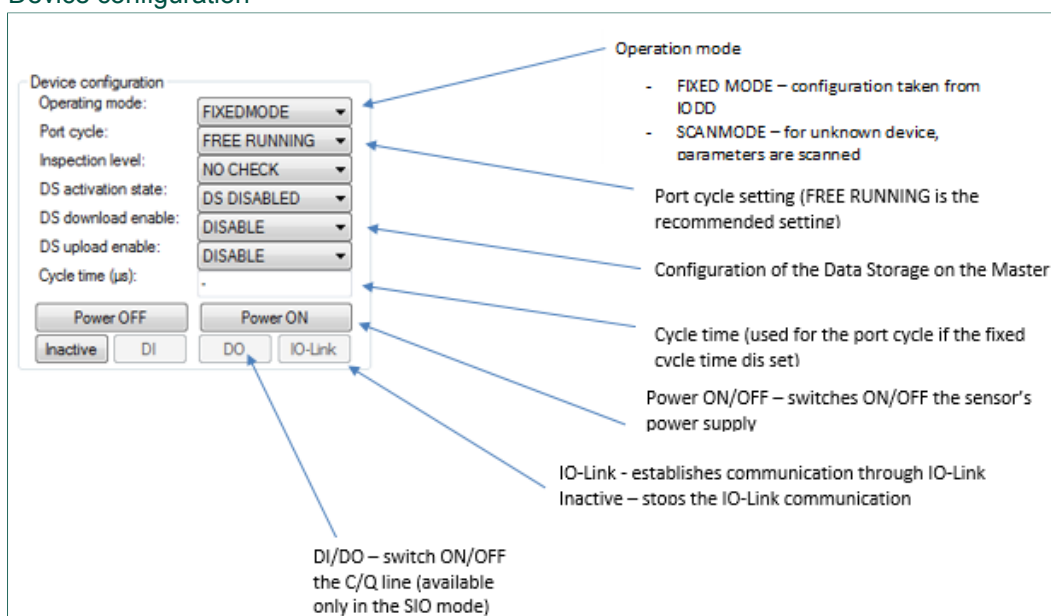 Device configuration
Device configuration
Operating mode:
FIXEDMODE
Port cycle:
FREE RUNNING
Inspection level:
NO CHECK
DS activation state:
DS DISABLED
DS download enable:
DISABLE
DS upload enable:
DISABLE
Cycle time (µs):
-
Power OFF
Power ON
Inactive
DI
DO
IO-Link
Operation mode
- FIXED MODE – configuration taken from
IODD
- SCANMODE – for unknown device,
parameters are scanned
Port cycle setting (FREE RUNNING is the
recommended setting)
Configuration of the Data Storage on the Master
Cycle time (used for the port cycle if the fixed
cycle time dis set)
Power ON/OFF – switches ON/OFF the sensor's
power supply
IO-Link - establishes communication through IO-Link
Inactive – stops the IO-Link communication
DI/DO – switch ON/OFF
the C/Q line (available
only in the SIO mode)